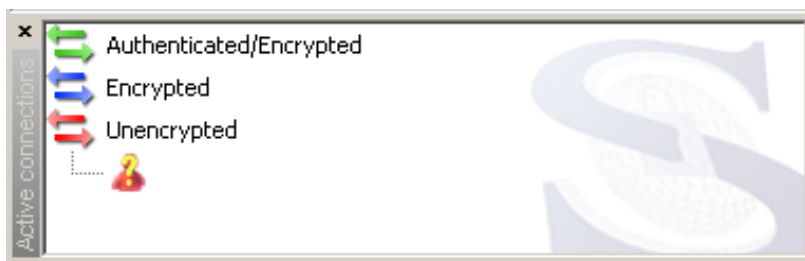 Active connections
Authenticated/Encrypted
Encrypted
Unencrypted